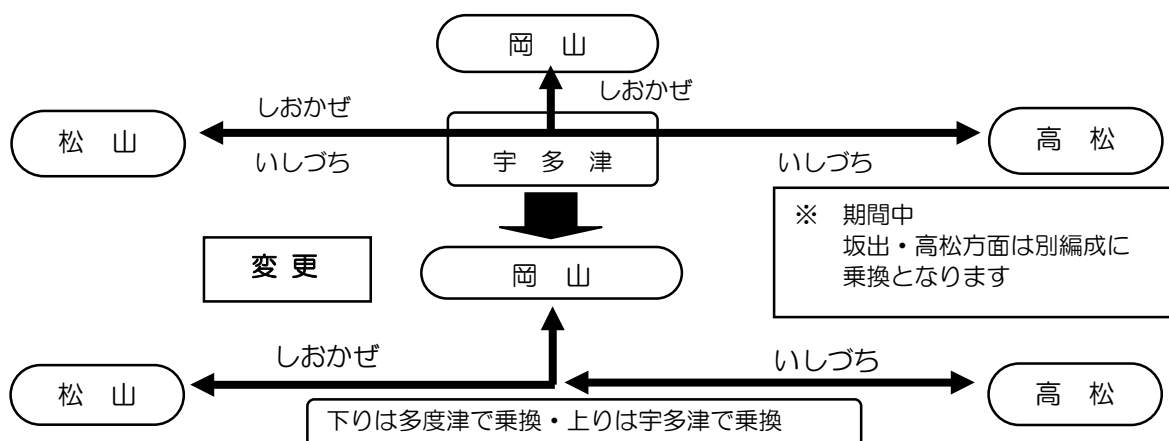 岡 山
しおかぜ
しおかぜ
松 山
いしづち
宇 多 津
いしづち
高 松
※ 期間中
坂出・高松方面は別編成に
乗換となります
変 更
岡 山
しおかぜ
いしづち
松 山
高 松
下りは多度津で乗換・上りは宇多津で乗換